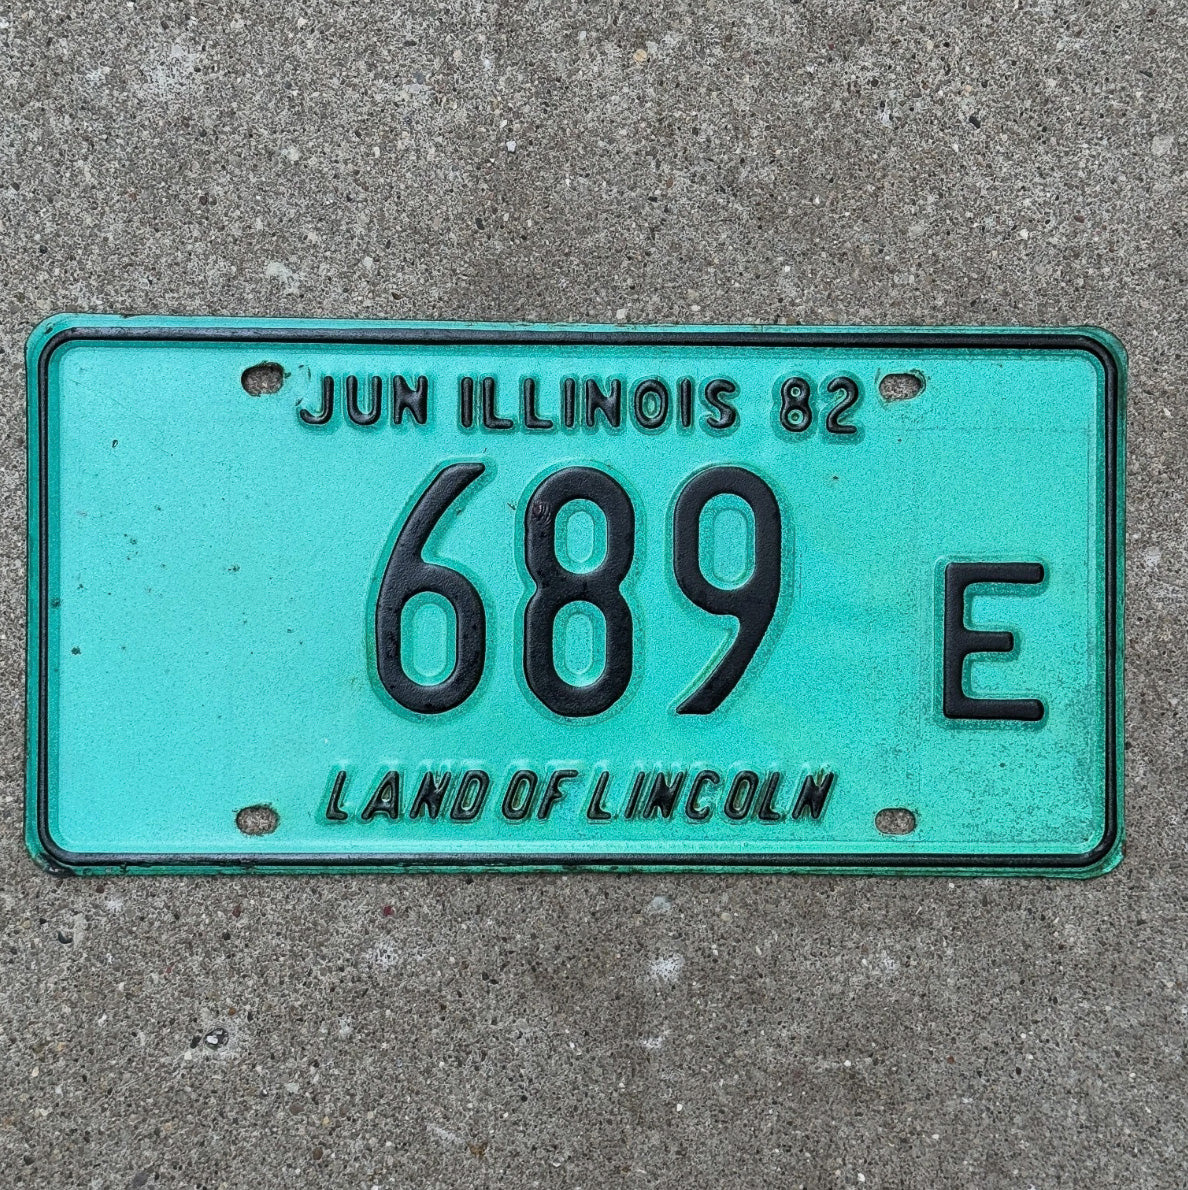 JUN ILLINOIS 82
689 E
LAND OF LINCOLN